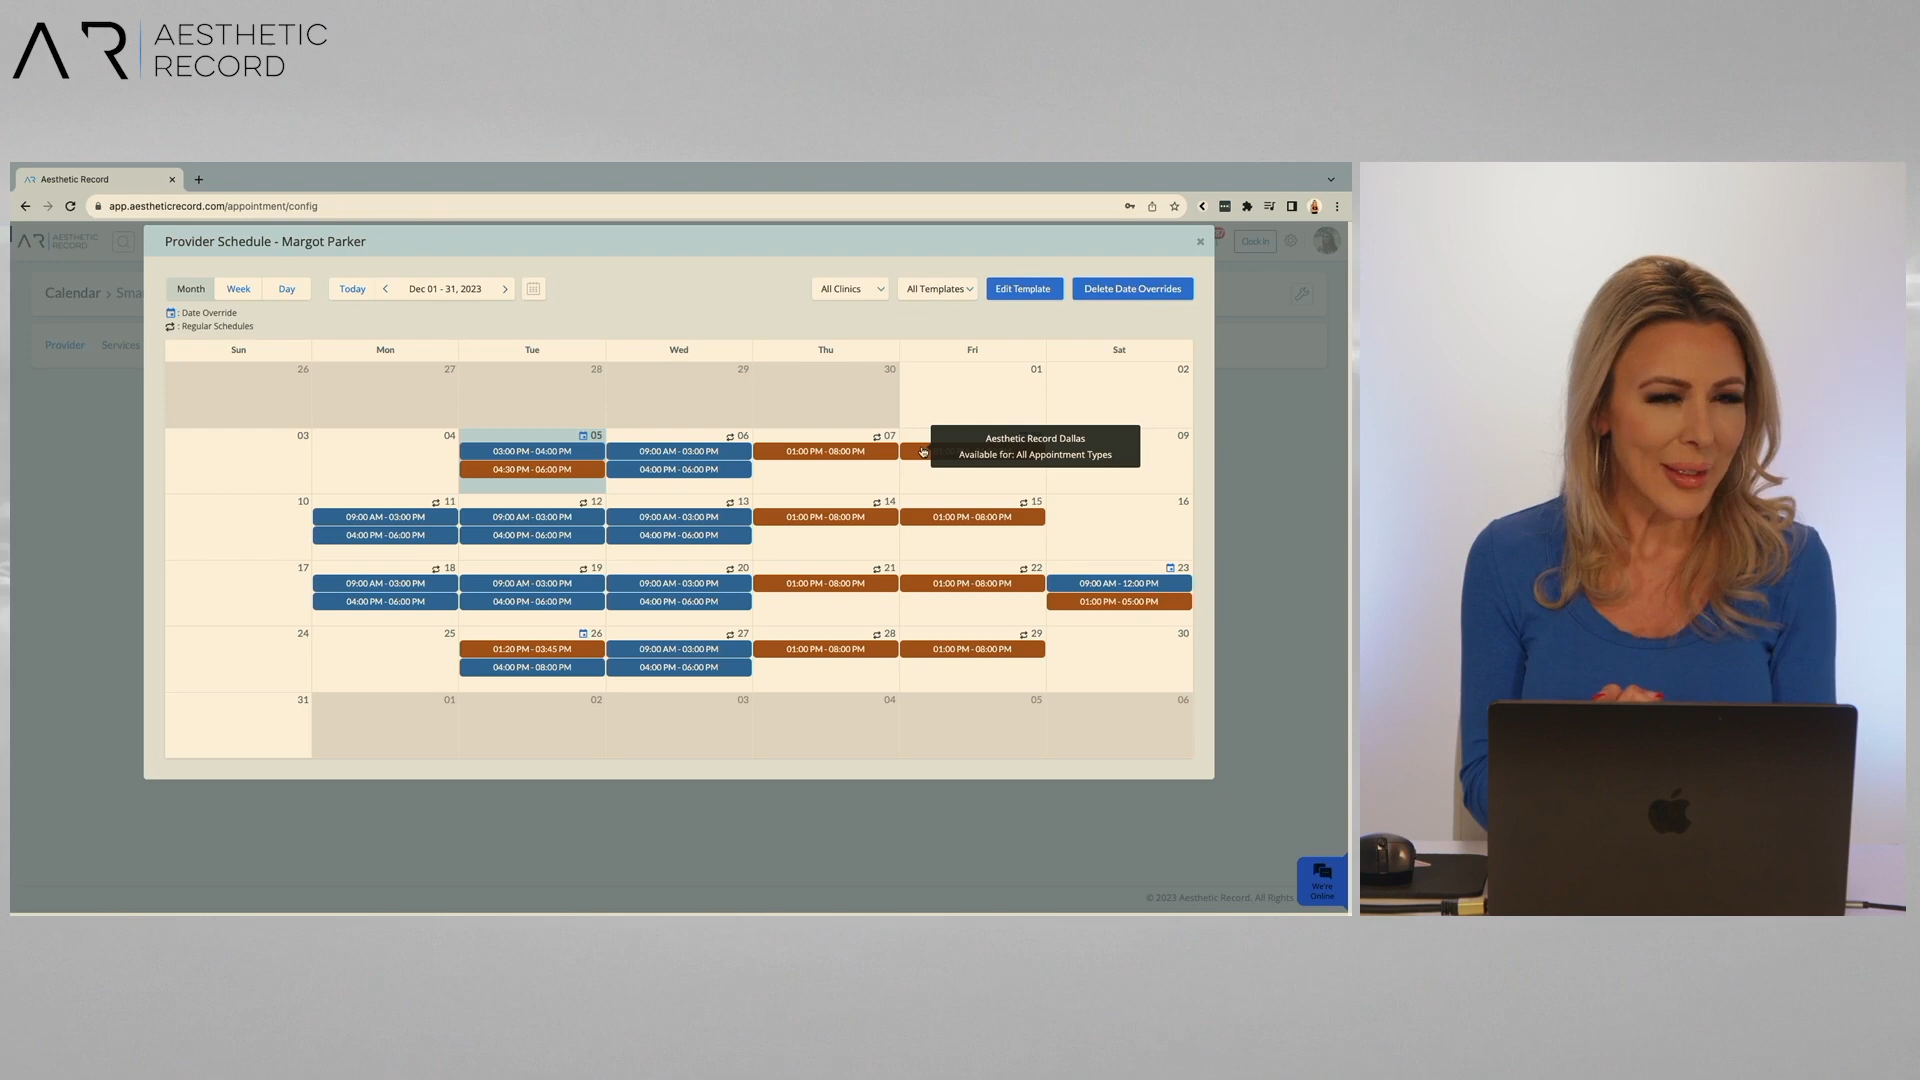 AR AESTHETIC
RECORD
AR Aesthetic Record
app.aestheticrecord.com/appointment/config
AR AESTHETIC
RECORD
Provider Schedule - Margot Parker
Clock In
Calendar > Sma
Month Week Day Today Dec 01 - 31, 2023 All Clinics All Templates Edit Template Delete Date Overrides
: Date Override
: Regular Schedules
Provider Services
Sun Mon Tue Wed Thu Fri Sat
26 27 28 29 30 01 02
03 04 05 06 07 09
03:00 PM - 04:00 PM 09:00 AM - 03:00 PM 01:00 PM - 08:00 PM
04:30 PM - 06:00 PM 04:00 PM - 06:00 PM
Aesthetic Record Dallas
Available for: All Appointment Types
10 11 12 13 14 15 16
09:00 AM - 03:00 PM 09:00 AM - 03:00 PM 09:00 AM - 03:00 PM 01:00 PM - 08:00 PM 01:00 PM - 08:00 PM
04:00 PM - 06:00 PM 04:00 PM - 06:00 PM 04:00 PM - 06:00 PM
17 18 19 20 21 22 23
09:00 AM - 03:00 PM 09:00 AM - 03:00 PM 09:00 AM - 03:00 PM 01:00 PM - 08:00 PM 01:00 PM - 08:00 PM 09:00 AM - 12:00 PM
04:00 PM - 06:00 PM 04:00 PM - 06:00 PM 04:00 PM - 06:00 PM 01:00 PM - 05:00 PM
24 25 26 27 28 29 30
01:20 PM - 03:45 PM 09:00 AM - 03:00 PM 01:00 PM - 08:00 PM 01:00 PM - 08:00 PM
04:00 PM - 08:00 PM 04:00 PM - 06:00 PM
31 01 02 03 04 05 06
We're
Online
© 2023 Aesthetic Record. All Rights